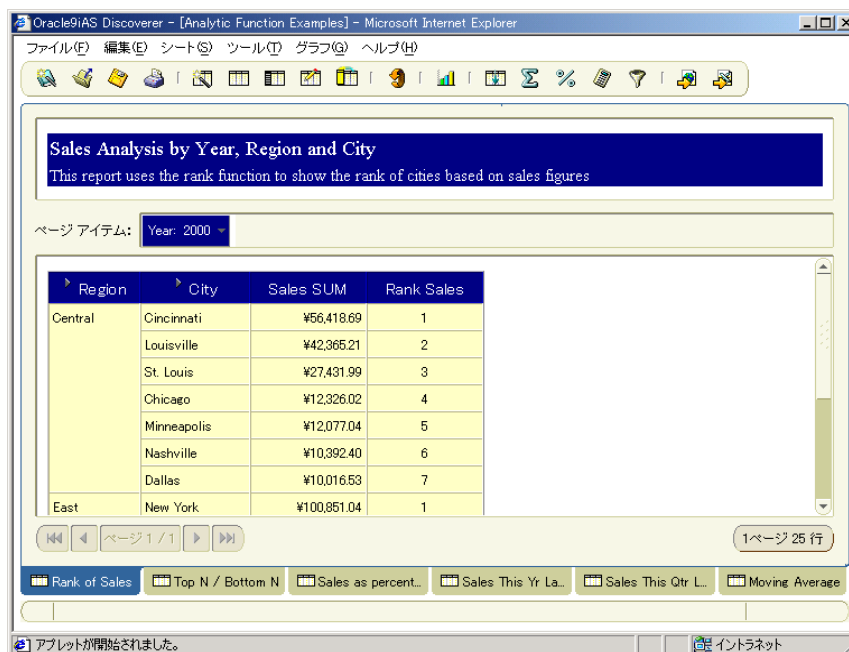 Oracle9iAS Discoverer - [Analytic Function Examples] - Microsoft Internet Explorer
ファイル(F) 編集(E) シート(S) ツール(T) グラフ(G) ヘルプ(H)
Sales Analysis by Year, Region and City
This report uses the rank function to show the rank of cities based on sales figures
ページ アイテム: Year: 2000
Region City Sales SUM Rank Sales
Central Cincinnati ¥56,418.69 1
Louisville ¥42,365.21 2
St. Louis ¥27,431.99 3
Chicago ¥12,326.02 4
Minneapolis ¥12,077.04 5
Nashville ¥10,392.40 6
Dallas ¥10,016.53 7
East New York ¥100,851.04 1
ページ 1 / 1 1ページ 25 行
Rank of Sales Top N / Bottom N Sales as percent... Sales This Yr La... Sales This Qtr L... Moving Average
アプレットが開始されました。 イントラネット